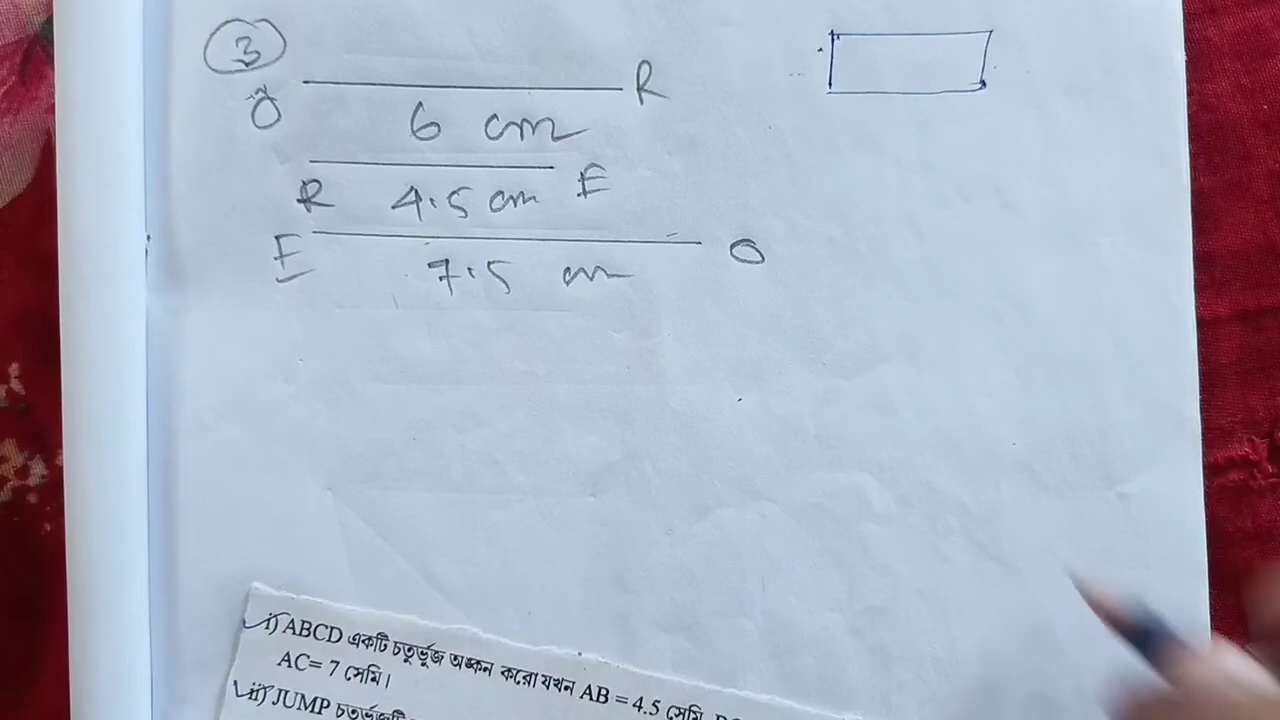 3
O R
6 cm
R 4.5 cm E
E 7.5 cm O
i) ABCD একটি চতুর্ভুজ অঙ্কন করো যখন AB = 4.5 সেমি
AC= 7 সেমি।
ii) JUMP